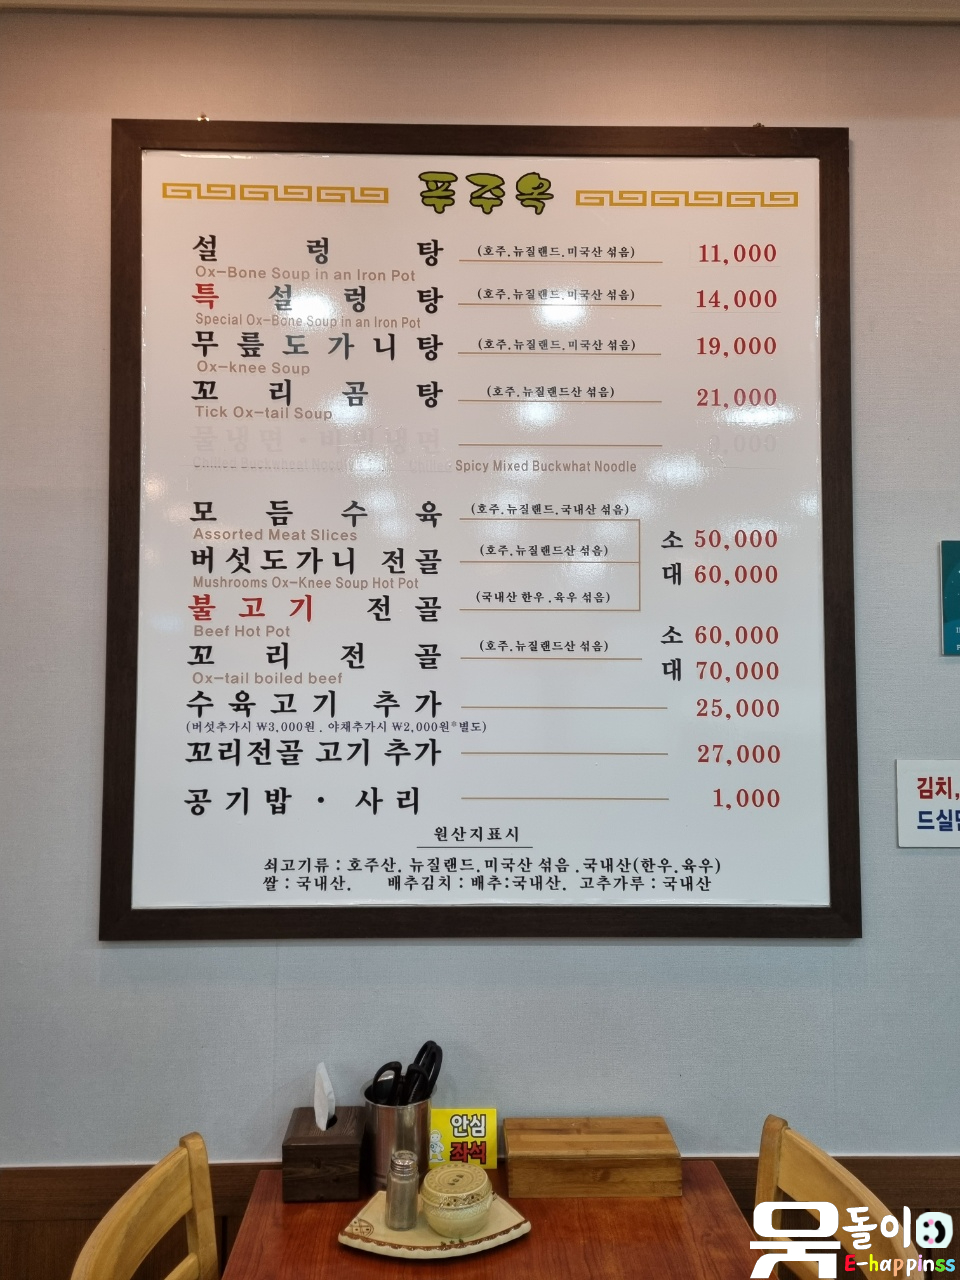 푸주옥
설렁탕 (호주.뉴질랜드.미국산 섞음) 11,000
Ox-Bone Soup in an Iron Pot
특설렁탕 (호주.뉴질랜드.미국산 섞음) 14,000
Special Ox-Bone Soup in an Iron Pot
무릎도가니탕 (호주.뉴질랜드.미국산 섞음) 19,000
Ox-knee Soup
꼬리곰탕 (호주.뉴질랜드산 섞음) 21,000
Tick Ox-tail Soup
물냉면·비빔냉면 9,000
Spicy Mixed Buckwhat Noodle
모듬수육 (호주.뉴질랜드.국내산 섞음)
Assorted Meat Slices
소 50,000
버섯도가니 전골 (호주.뉴질랜드산 섞음)
대 60,000
Mushrooms Ox-Knee Soup Hot Pot
불고기 전골 (국내산 한우.육우 섞음)
Beef Hot Pot
소 60,000
꼬리전골 (호주.뉴질랜드산 섞음)
대 70,000
Ox-tail boiled beef
수육고기 추가 25,000
(버섯추가시 ₩3,000원 . 야채추가시 ₩2,000원*별도)
꼬리전골 고기 추가 27,000
공기밥 · 사리 1,000
원산지표시
쇠고기류 : 호주산. 뉴질랜드.미국산 섞음 .국내산(한우.육우)
쌀 : 국내산. 배추김치 : 배추:국내산. 고추가루 : 국내산
김치,
드실
안심
좌석
돌이
E-happinss